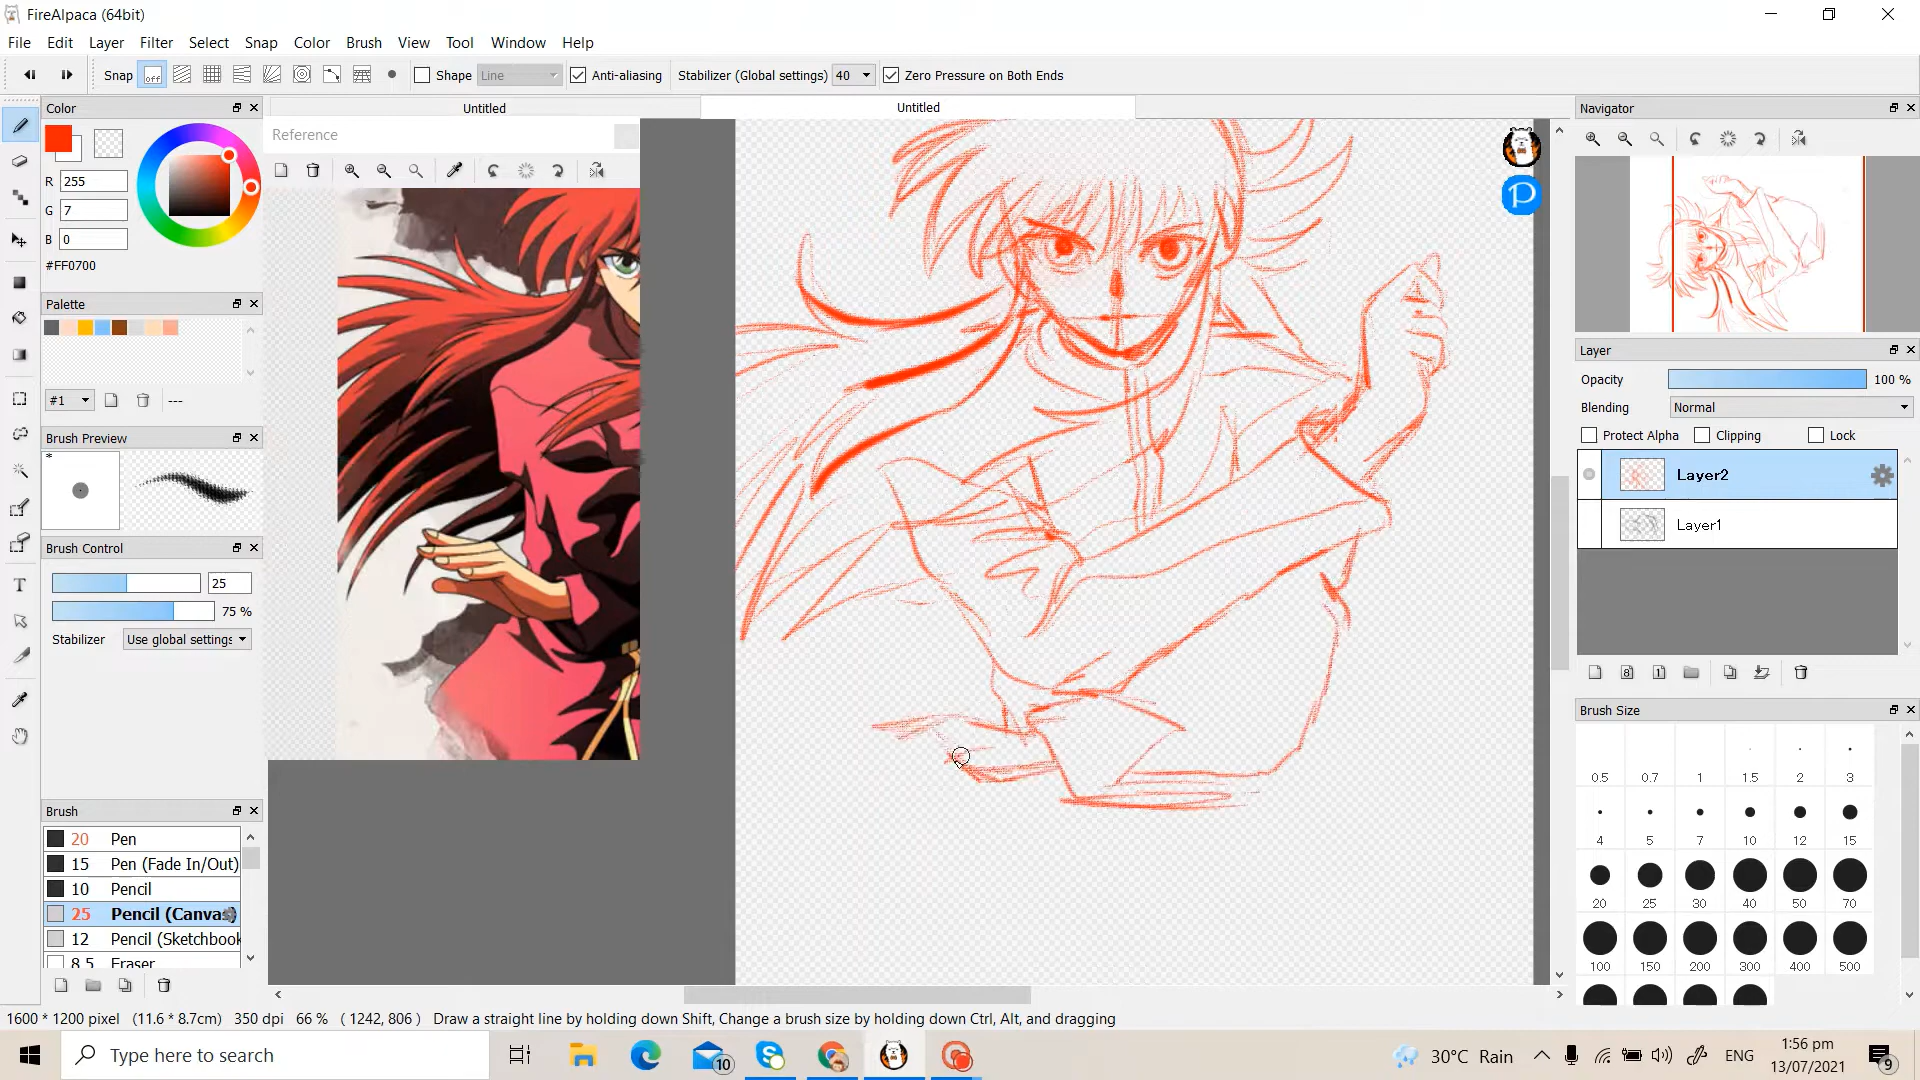 FireAlpaca (64bit)
File Edit Layer Filter Select Snap Color Brush View Tool Window Help
Snap off Shape Line Anti-aliasing Stabilizer (Global settings) 40 Zero Pressure on Both Ends
Color
R 255
G 7
B 0
#FF0700
Palette
#1 ---
Brush Preview
*
Brush Control
25
75 %
Stabilizer Use global settings
Brush
20 Pen
15 Pen (Fade In/Out)
10 Pencil
25 Pencil (Canvas)
12 Pencil (Sketchbook
8.5 Eraser
Untitled
Untitled
Reference
P
Navigator
Layer
Opacity 100 %
Blending Normal
Protect Alpha Clipping Lock
Layer2
Layer1
8 1
Brush Size
0.5 0.7 1 1.5 2 3
4 5 7 10 12 15
20 25 30 40 50 70
100 150 200 300 400 500
1600 * 1200 pixel (11.6 * 8.7cm) 350 dpi 66 % ( 1242, 806 ) Draw a straight line by holding down Shift, Change a brush size by holding down Ctrl, Alt, and dragging
Type here to search
10
30°C Rain
ENG
1:56 pm
13/07/2021
9